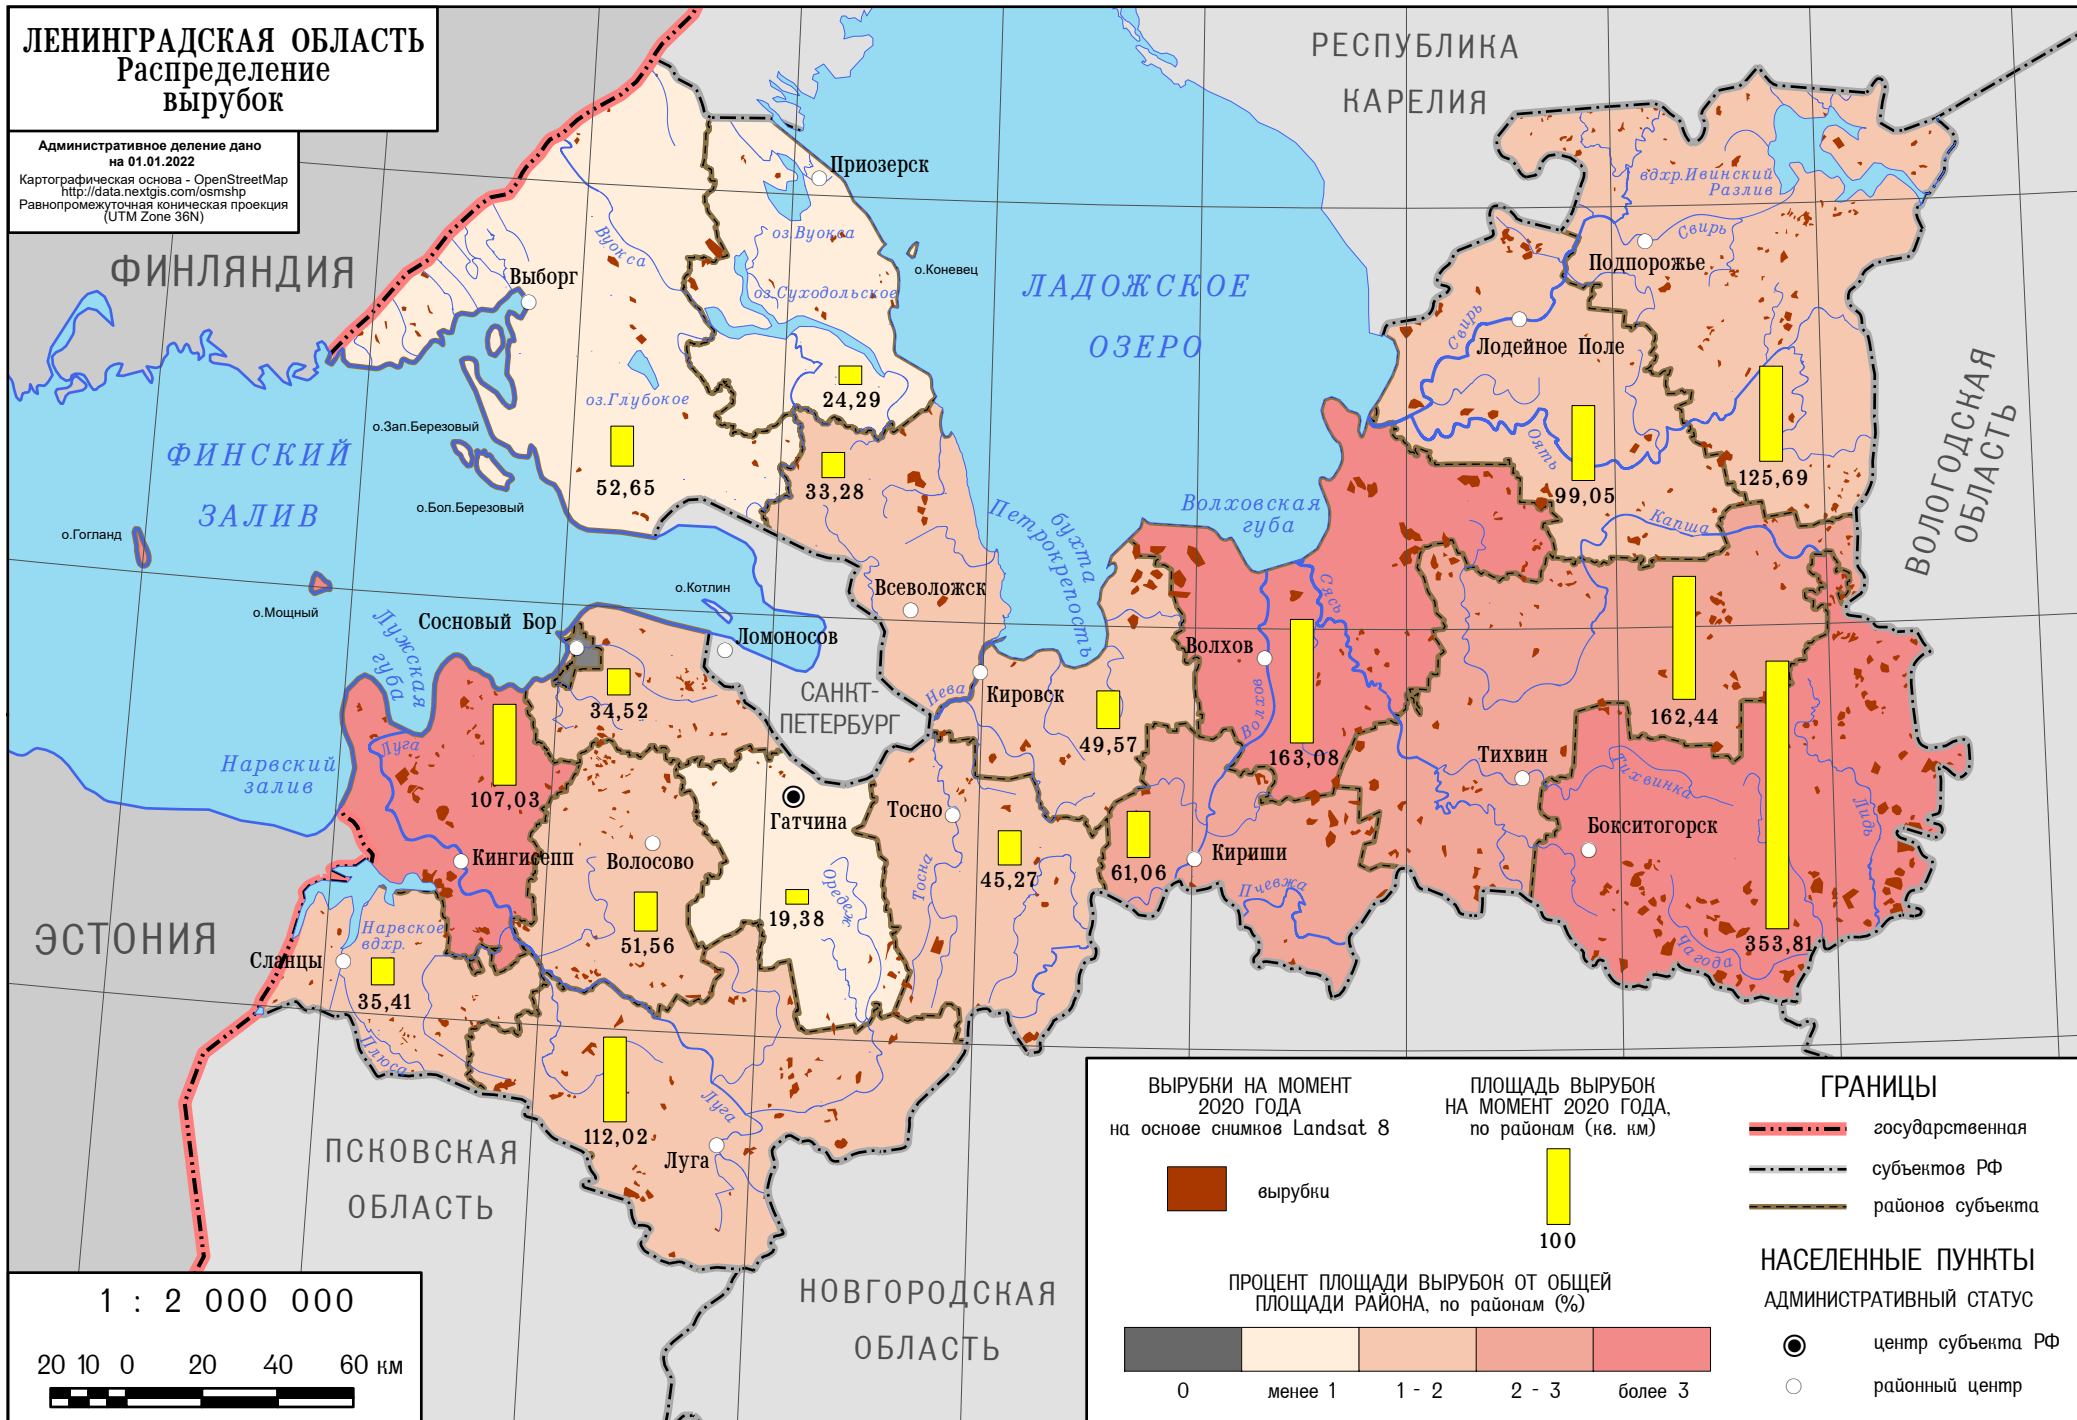 ЛЕНИНГРАДСКАЯ ОБЛАСТЬ
Распределение
вырубок
Административное деление дано
на 01.01.2022
Картографическая основа - OpenStreetMap
http://data.nextgis.com/osmshp
Равнопромежуточная коническая проекция
(UTM Zone 36N)
РЕСПУБЛИКА
КАРЕЛИЯ
ФИНЛЯНДИЯ
Приозерск
вдхр.Ивинский
Разлив
Свирь
Подпорожье
оз.Вуокса
Вуокса
Выборг
о.Коневец
оз.Суходольское
ЛАДОЖСКОЕ
ОЗЕРО
Свирь
Лодейное Поле
24,29
оз.Глубокое
ВОЛОГОДСКАЯ
ОБЛАСТЬ
о.Зап.Березовый
ФИНСКИЙ
ЗАЛИВ
52,65
33,28
Оять
99,05
125,69
о.Бол.Березовый
о.Гогланд
бухта
Петрокрепость
Волховская
губа
Капша
о.Мощный
о.Котлин
Всеволожск
Сясь
Лужская
губа
Сосновый Бор
Ломоносов
Волхов
Волхов
Кировск
Нева
САНКТ-
ПЕТЕРБУРГ
34,52
49,57
162,44
163,08
Луга
Нарвский
залив
Тихвин
Тихвинка
107,03
Гатчина
Тосно
Бокситогорск
Лидь
Кингисепп
Волосово
Кириши
61,06
45,27
Тосна
Оредеж
Пчевжа
19,38
51,56
353,81
Чагода
ЭСТОНИЯ
Нарвское
вдхр.
Сланцы
35,41
Плюса
112,02
Луга
Луга
ПСКОВСКАЯ
ОБЛАСТЬ
НОВГОРОДСКАЯ
ОБЛАСТЬ
1 : 2 000 000
20 10 0 20 40 60 км
ВЫРУБКИ НА МОМЕНТ
2020 ГОДА
на основе снимков Landsat 8
вырубки
ПЛОЩАДЬ ВЫРУБОК
НА МОМЕНТ 2020 ГОДА,
по районам (кв. км)
100
ПРОЦЕНТ ПЛОЩАДИ ВЫРУБОК ОТ ОБЩЕЙ
ПЛОЩАДИ РАЙОНА, по районам (%)
0 менее 1 1 - 2 2 - 3 более 3
ГРАНИЦЫ
государственная
субъектов РФ
районов субъекта
НАСЕЛЕННЫЕ ПУНКТЫ
АДМИНИСТРАТИВНЫЙ СТАТУС
центр субъекта РФ
районный центр